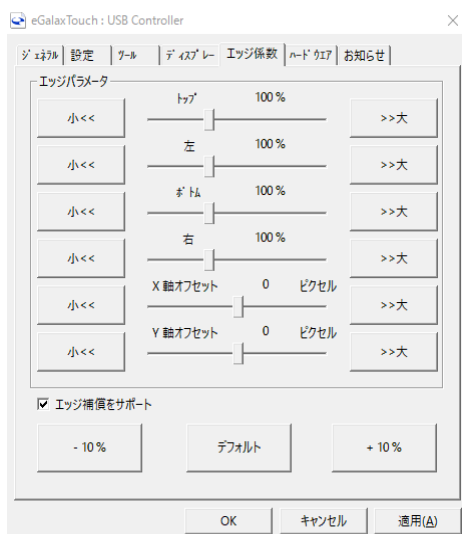 eGalaxTouch : USB Controller
ｼﾞｪﾈﾗﾙ 設定 ﾂｰﾙ ﾃﾞｨｽﾌﾟﾚｰ エッジ係数 ﾊｰﾄﾞｳｴｱ お知らせ
エッジパラメータ
小<< ﾄｯﾌﾟ 100 % >>大
小<< 左 100 % >>大
小<< ﾎﾞﾄﾑ 100 % >>大
小<< 右 100 % >>大
小<< X 軸オフセット 0 ピクセル >>大
小<< Y 軸オフセット 0 ピクセル >>大
エッジ補償をサポート
- 10 % デフォルト + 10 %
OK キャンセル 適用(A)